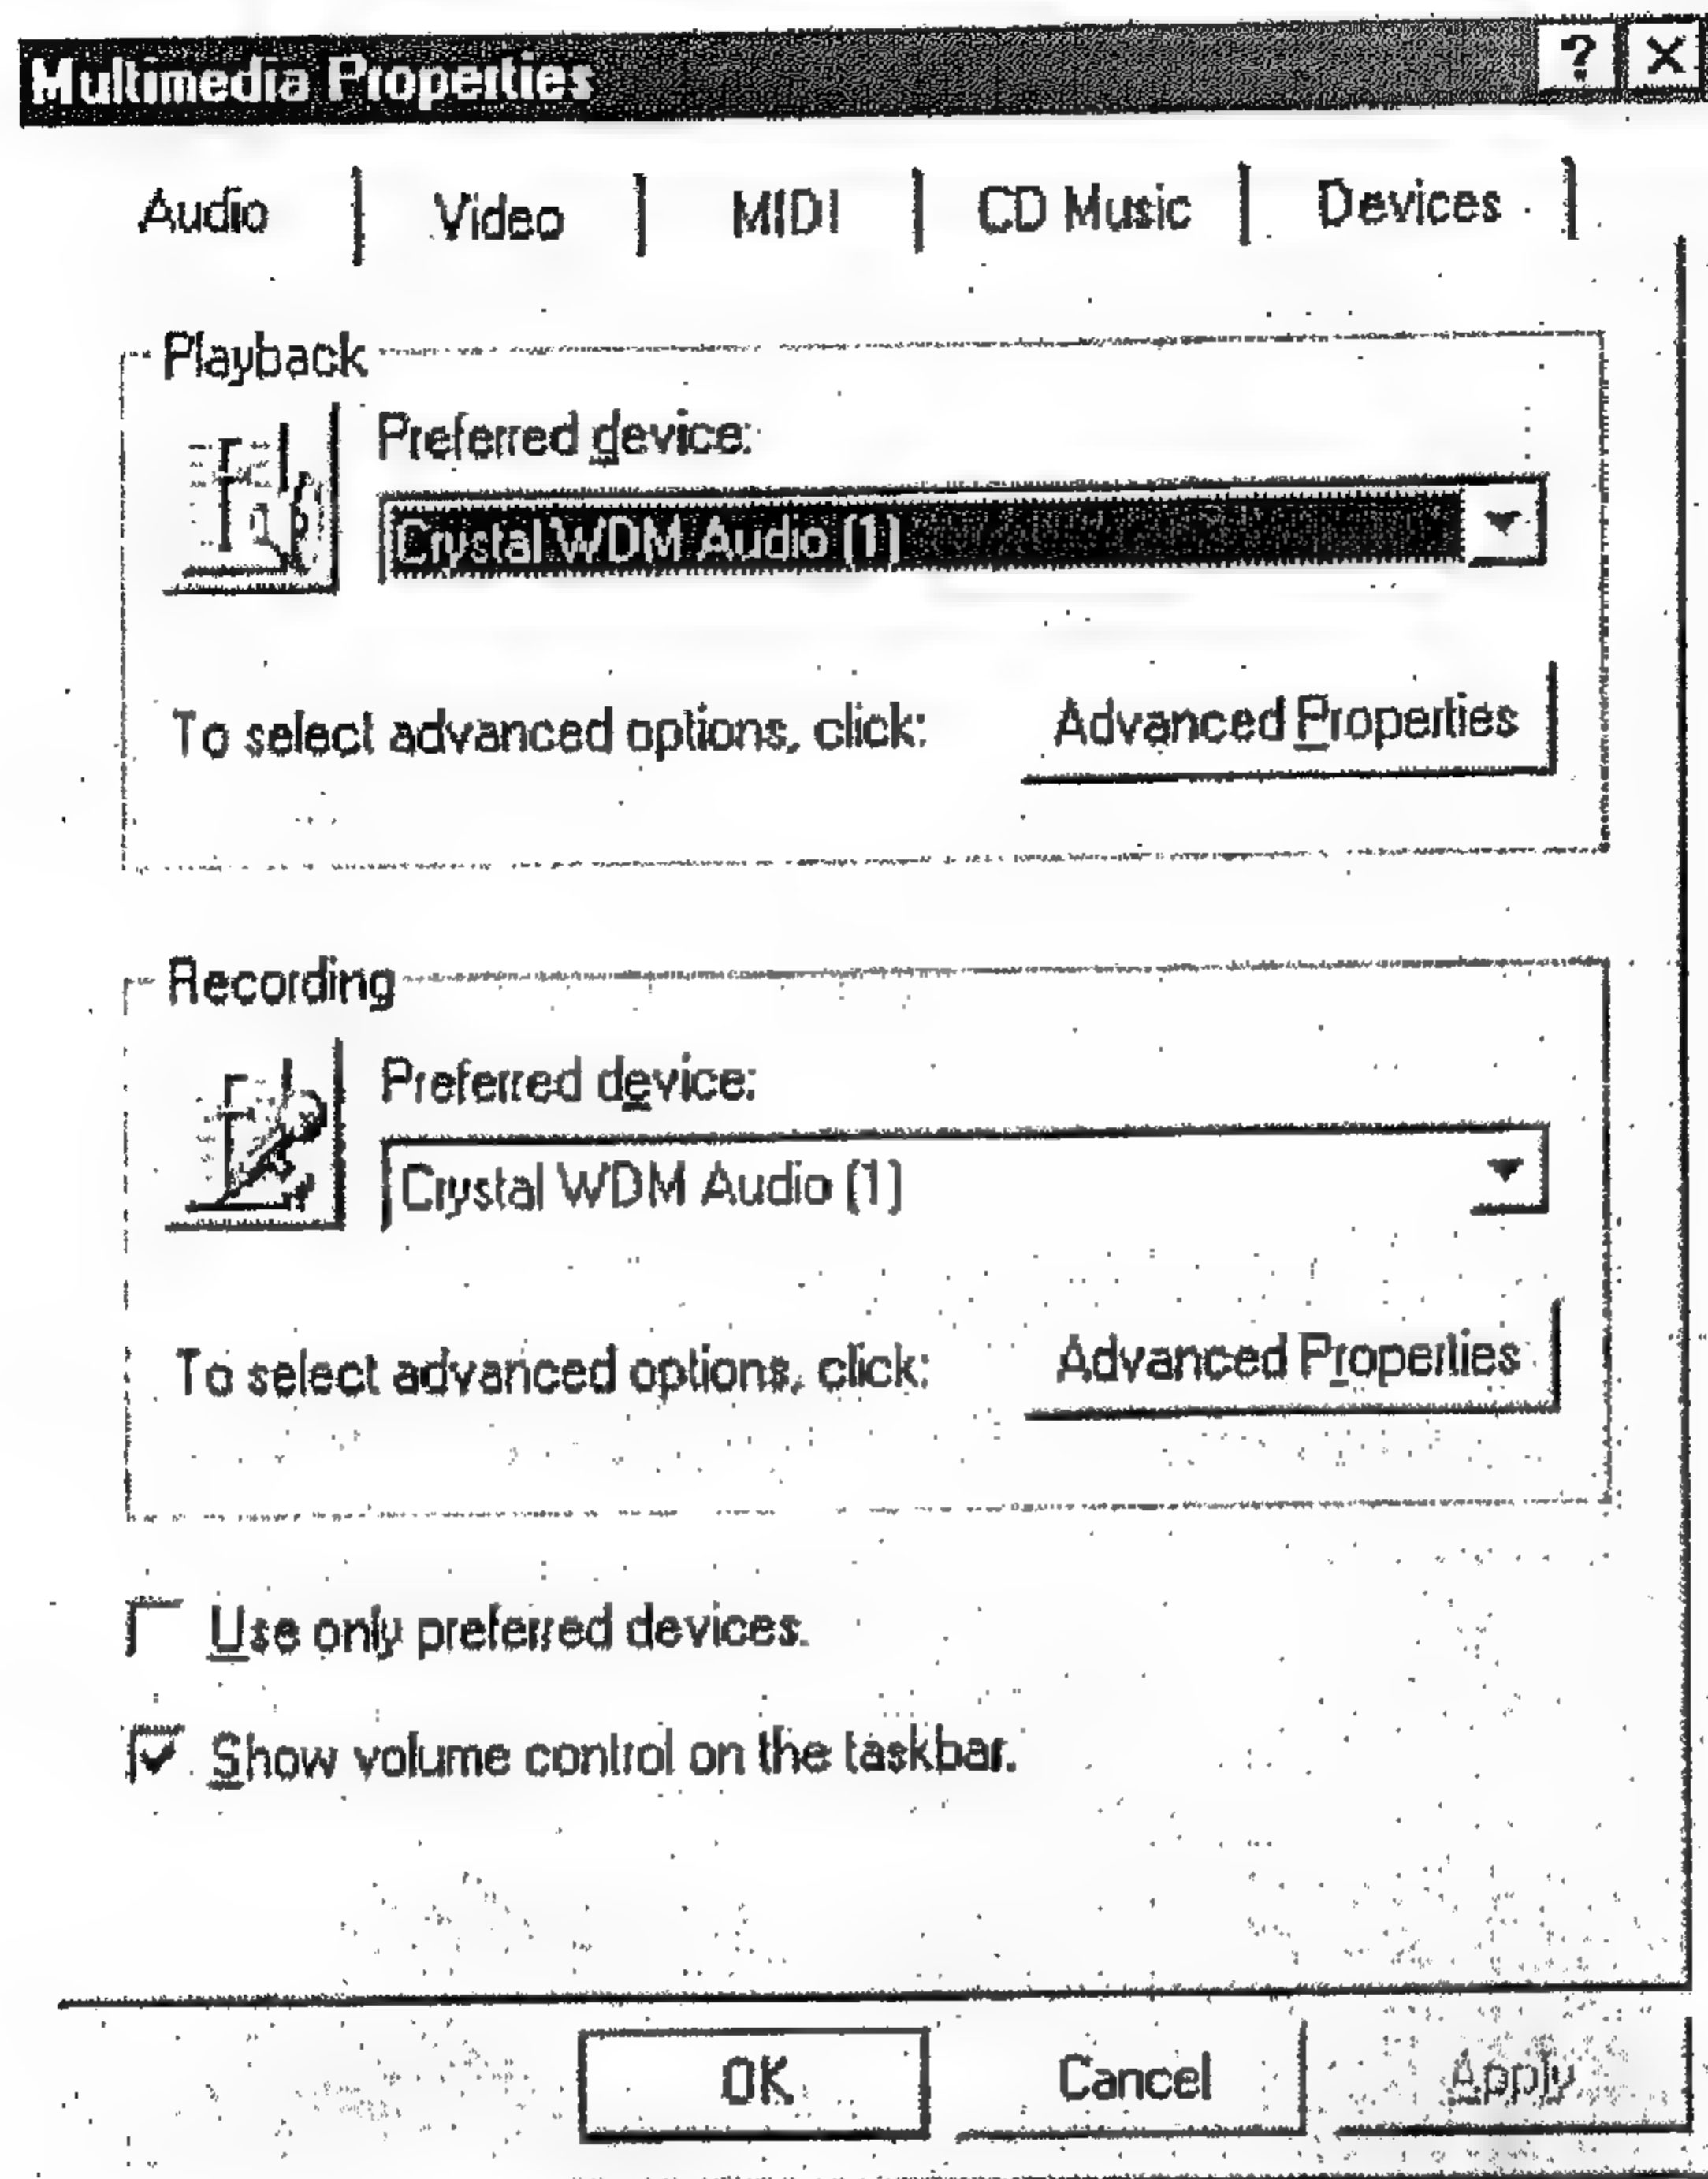 Multimedia Properties ? X
Audio Video MIDI CD Music Devices
Playback
Preferred device:
Crystal WDM Audio (1)
To select advanced options, click: Advanced Properties
Recording
Preferred device:
Crystal WDM Audio (1)
To select advanced options, click: Advanced Properties
Use only preferred devices.
Show volume control on the taskbar.
OK Cancel Apply